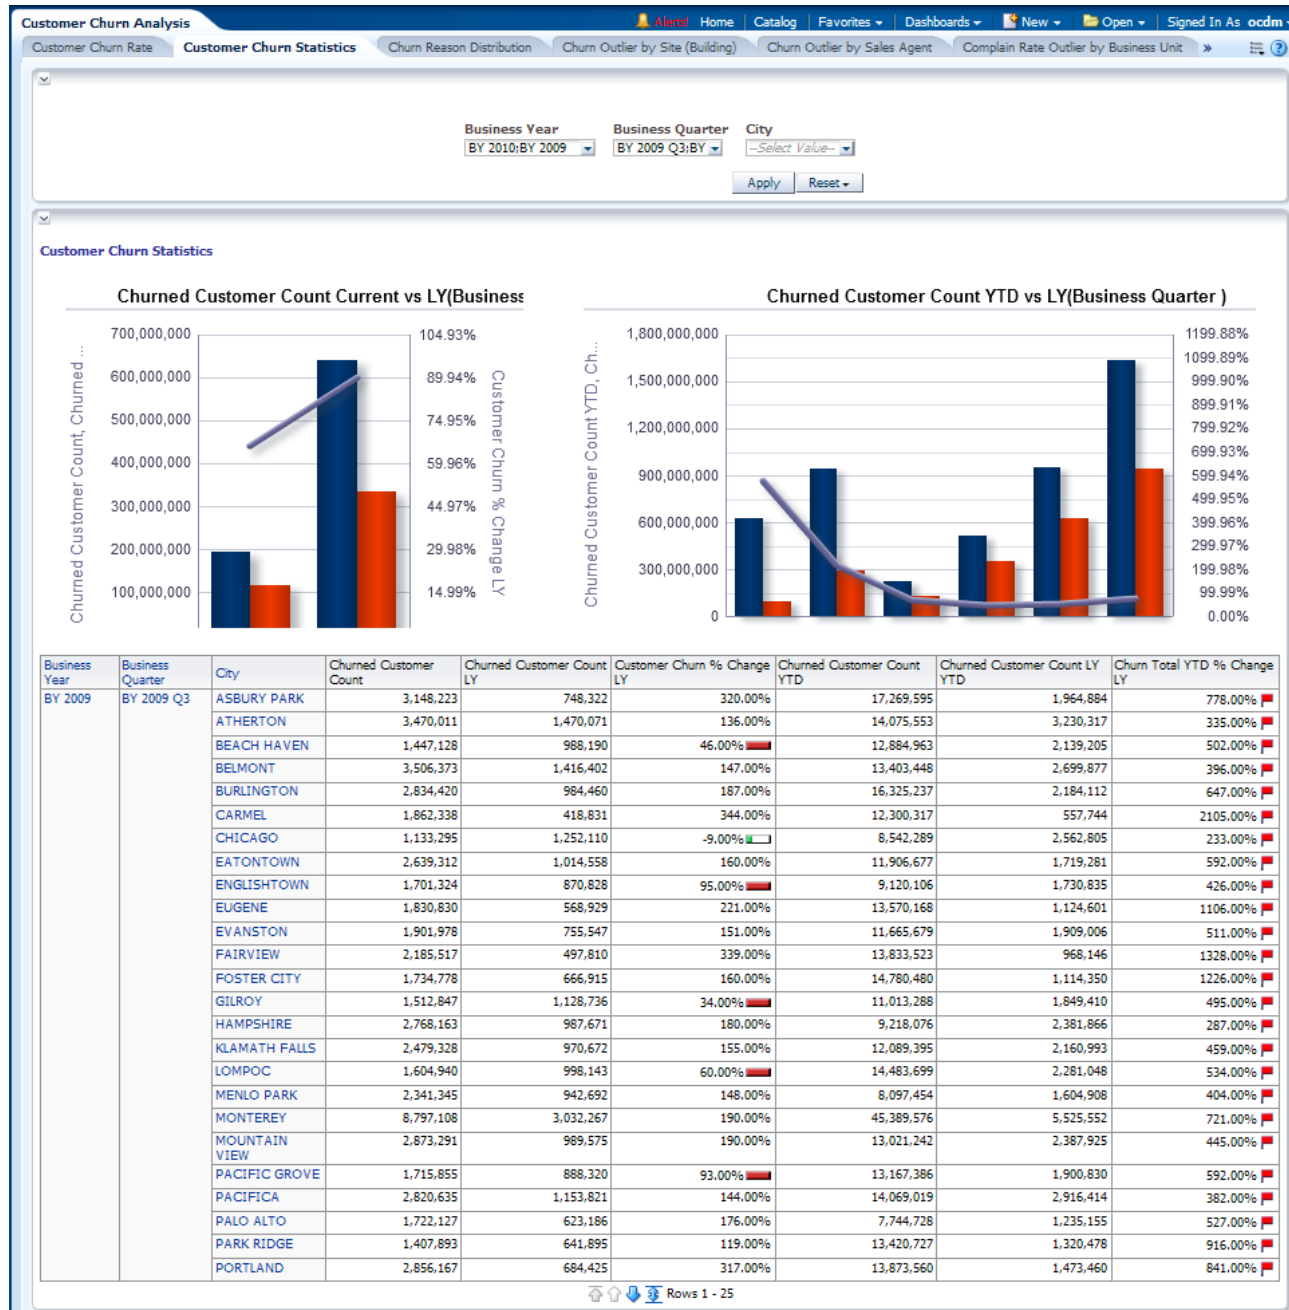 Customer Churn Analysis
Alerts! Home Catalog Favorites Dashboards New Open Signed In As ocdm
Customer Churn Rate Customer Churn Statistics Churn Reason Distribution Churn Outlier by Site (Building) Churn Outlier by Sales Agent Complain Rate Outlier by Business Unit »
Business Year Business Quarter City
BY 2010;BY 2009 BY 2009 Q3;BY --Select Value--
Apply Reset
Customer Churn Statistics
Churned Customer Count Current vs LY(Business
700,000,000
600,000,000
500,000,000
400,000,000
300,000,000
200,000,000
100,000,000
Churned Customer Count, Churned ...
104.93%
89.94%
74.95%
59.96%
44.97%
29.98%
14.99%
Customer Churn % Change LY
Churned Customer Count YTD vs LY(Business Quarter )
1,800,000,000
1,500,000,000
1,200,000,000
900,000,000
600,000,000
300,000,000
0
Churned Customer Count YTD, Ch...
1199.88%
1099.89%
999.90%
899.91%
799.92%
699.93%
599.94%
499.95%
399.96%
299.97%
199.98%
99.99%
0.00%
Business Year Business Quarter City Churned Customer Count Churned Customer Count LY Customer Churn % Change LY Churned Customer Count YTD Churned Customer Count LY YTD Churn Total YTD % Change LY
BY 2009 BY 2009 Q3 ASBURY PARK 3,148,223 748,322 320.00% 17,269,595 1,964,884 778.00%
ATHERTON 3,470,011 1,470,071 136.00% 14,075,553 3,230,317 335.00%
BEACH HAVEN 1,447,128 988,190 46.00% 12,884,963 2,139,205 502.00%
BELMONT 3,506,373 1,416,402 147.00% 13,403,448 2,699,877 396.00%
BURLINGTON 2,834,420 984,460 187.00% 16,325,237 2,184,112 647.00%
CARMEL 1,862,338 418,831 344.00% 12,300,317 557,744 2105.00%
CHICAGO 1,133,295 1,252,110 -9.00% 8,542,289 2,562,805 233.00%
EATONTOWN 2,639,312 1,014,558 160.00% 11,906,677 1,719,281 592.00%
ENGLISHTOWN 1,701,324 870,828 95.00% 9,120,106 1,730,835 426.00%
EUGENE 1,830,830 568,929 221.00% 13,570,168 1,124,601 1106.00%
EVANSTON 1,901,978 755,547 151.00% 11,665,679 1,909,006 511.00%
FAIRVIEW 2,185,517 497,810 339.00% 13,833,523 968,146 1328.00%
FOSTER CITY 1,734,778 666,915 160.00% 14,780,480 1,114,350 1226.00%
GILROY 1,512,847 1,128,736 34.00% 11,013,288 1,849,410 495.00%
HAMPSHIRE 2,768,163 987,671 180.00% 9,218,076 2,381,866 287.00%
KLAMATH FALLS 2,479,328 970,672 155.00% 12,089,395 2,160,993 459.00%
LOMPOC 1,604,940 998,143 60.00% 14,483,699 2,281,048 534.00%
MENLO PARK 2,341,345 942,692 148.00% 8,097,454 1,604,908 404.00%
MONTEREY 8,797,108 3,032,267 190.00% 45,389,576 5,525,552 721.00%
MOUNTAIN VIEW 2,873,291 989,575 190.00% 13,021,242 2,387,925 445.00%
PACIFIC GROVE 1,715,855 888,320 93.00% 13,167,386 1,900,830 592.00%
PACIFICA 2,820,635 1,153,821 144.00% 14,069,019 2,916,414 382.00%
PALO ALTO 1,722,127 623,186 176.00% 7,744,728 1,235,155 527.00%
PARK RIDGE 1,407,893 641,895 119.00% 13,420,727 1,320,478 916.00%
PORTLAND 2,856,167 684,425 317.00% 13,873,560 1,473,460 841.00%
Rows 1 - 25